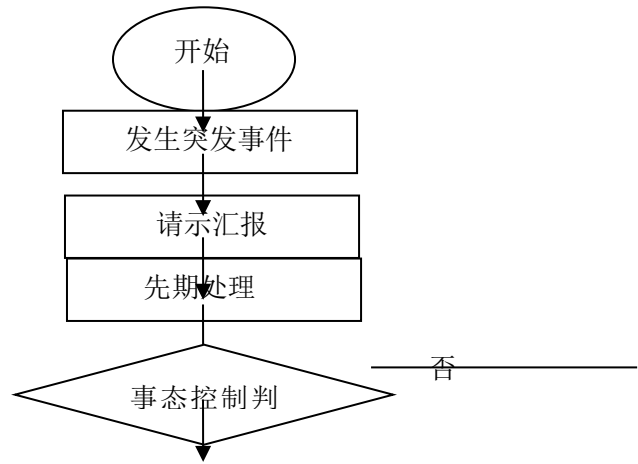 开始
发生突发事件
请示汇报
先期处理
否
事态控制判